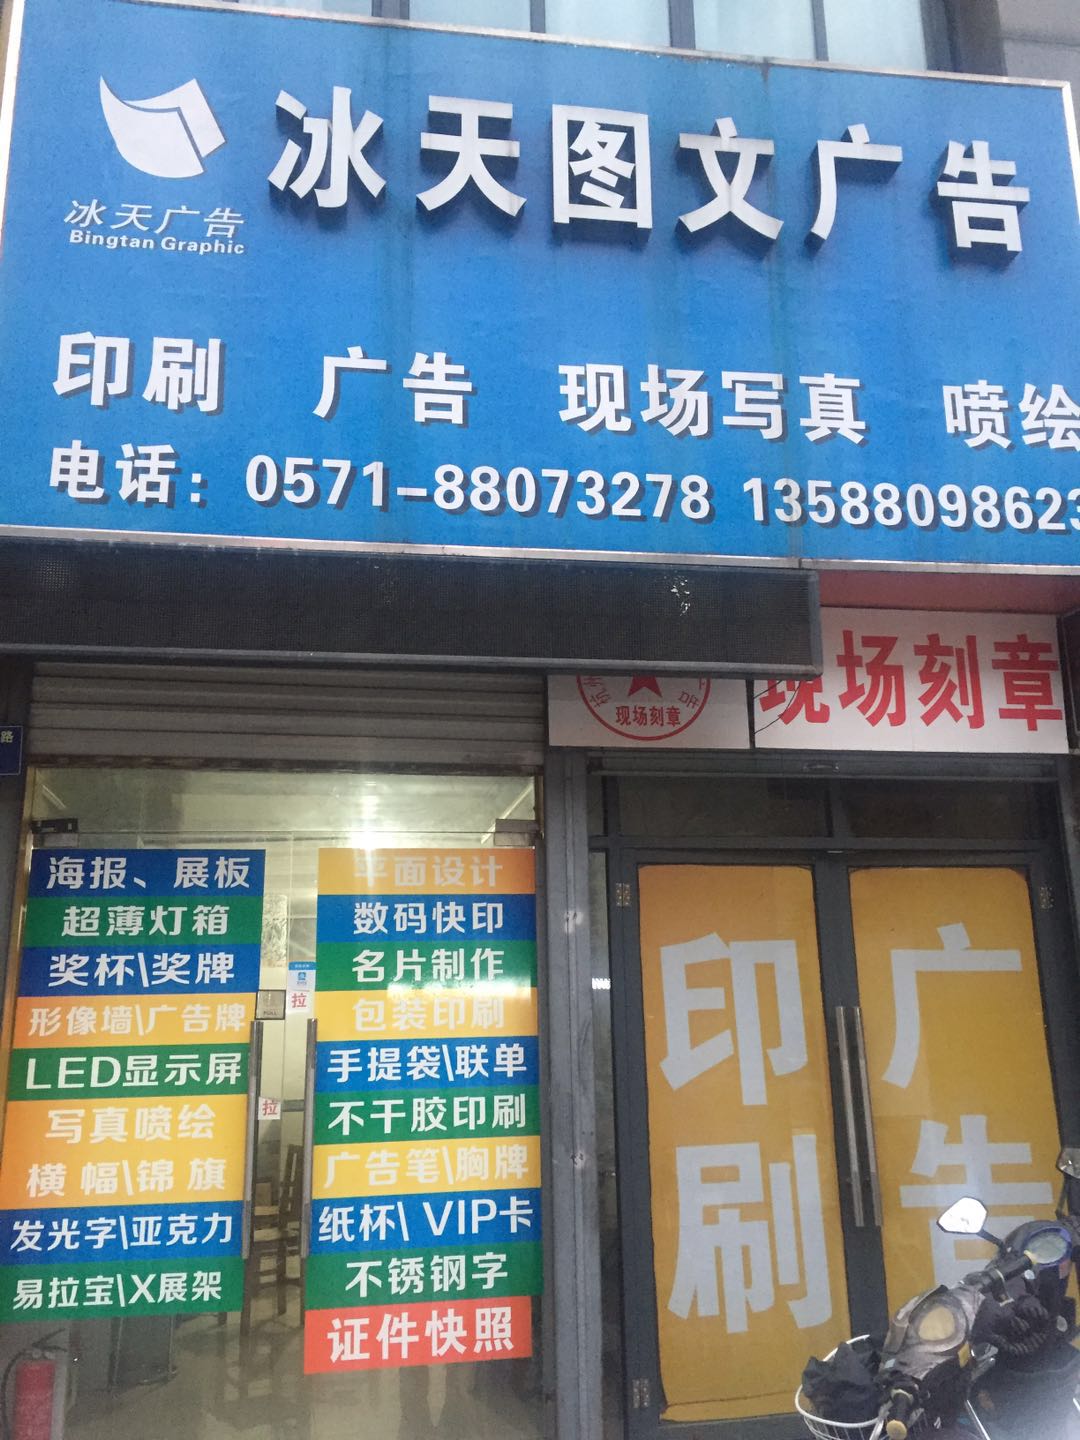 冰天图文广告
冰天广告
Bingtan Graphic
印刷 广告 现场写真 喷绘
电话：0571-88073278 13588098623
现场刻章
现场刻章
路
海报、展板
超薄灯箱
奖杯\奖牌
形像墙\广告牌
LED显示屏
写真喷绘
横幅\锦旗
发光字\亚克力
易拉宝\X展架
平面设计
数码快印
名片制作
包装印刷
手提袋\联单
不干胶印刷
广告笔\胸牌
纸杯\ VIP卡
不锈钢字
证件快照
拉
PULL
拉
印刷
广告